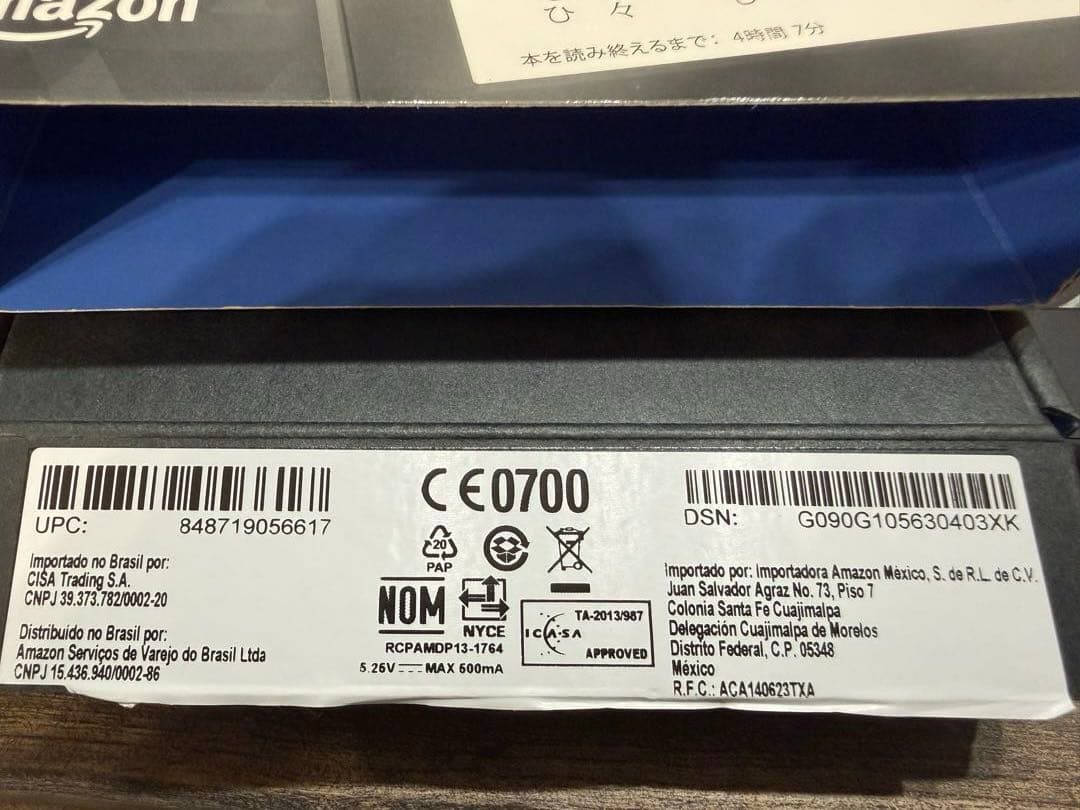 ひ々
本を読み終えるまで: 4時間 7分
UPC: 848719056617
Importado no Brasil por:
CISA Trading S.A.
CNPJ 39.373.782/0002-20
Distribuído no Brasil por:
Amazon Serviços de Varejo do Brasil Ltda
CNPJ 15.436.940/0002-86
CE0700
20
PAP
NOM
NYCE
RCPAMDP13-1764
5.25V MAX 500mA
TA-2013/987
ICASA
APPROVED
DSN: G090G105630403XK
Importado por: Importadora Amazon México, S. de R.L. de C.V.
Juan Salvador Agraz No. 73, Piso 7
Colonia Santa Fe Cuajimalpa
Delegación Cuajimalpa de Morelos
Distrito Federal, C.P. 05348
México
R.F.C.: ACA140623TXA